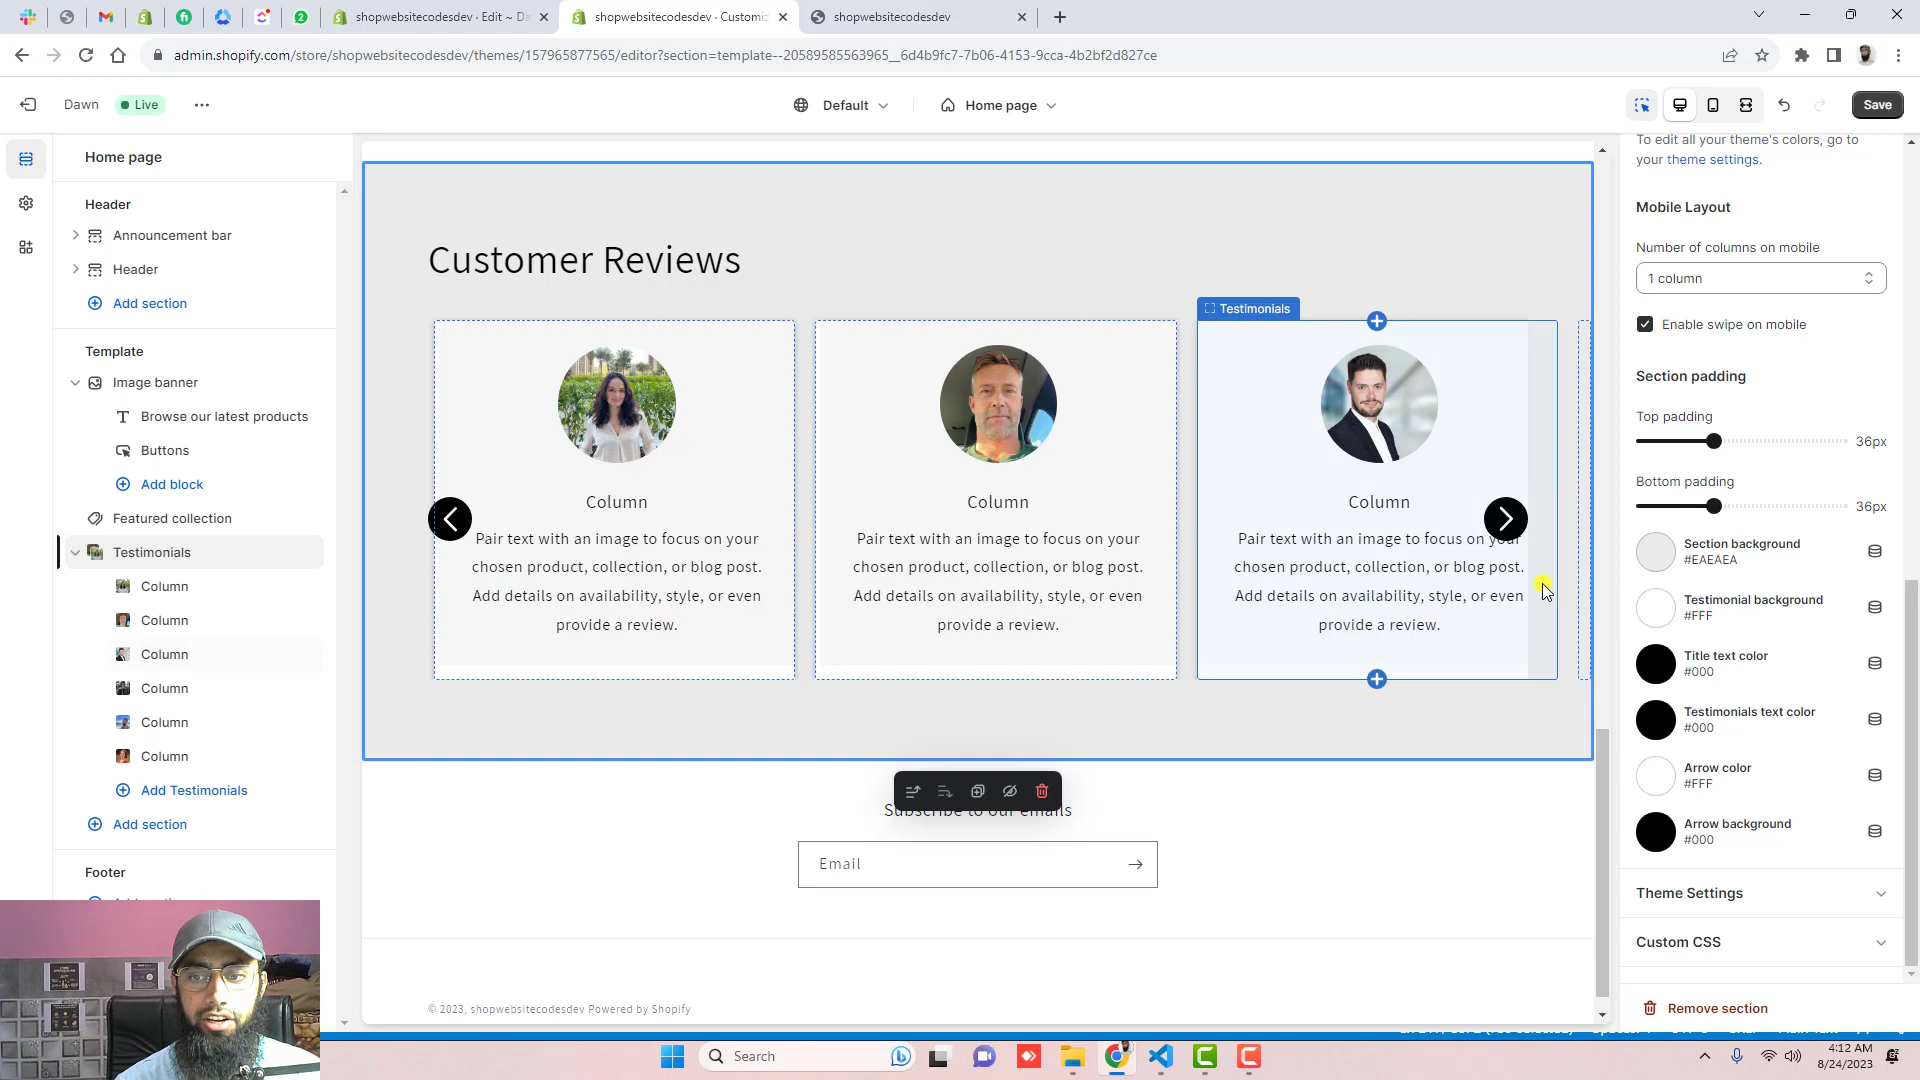 shopwebsitecodesdev · Edit ~ Da
shopwebsitecodesdev · Customiz
shopwebsitecodesdev
admin.shopify.com/store/shopwebsitecodesdev/themes/157965877565/editor?section=template--20589585563965__6d4b9fc7-7b06-4153-9cca-4b2bf2d827ce
Dawn
Live
Default
Home page
Save
Home page
Header
Announcement bar
Header
Add section
Template
Image banner
Browse our latest products
Buttons
Add block
Featured collection
Testimonials
Column
Column
Column
Column
Column
Column
Add Testimonials
Add section
Footer
Customer Reviews
Testimonials
Column
Pair text with an image to focus on your
chosen product, collection, or blog post.
Add details on availability, style, or even
provide a review.
Column
Pair text with an image to focus on your
chosen product, collection, or blog post.
Add details on availability, style, or even
provide a review.
Column
Pair text with an image to focus on your
chosen product, collection, or blog post.
Add details on availability, style, or even
provide a review.
Subscribe to our emails
Email
© 2023, shopwebsitecodesdev Powered by Shopify
To edit all your theme's colors, go to
your theme settings.
Mobile Layout
Number of columns on mobile
1 column
Enable swipe on mobile
Section padding
Top padding
36px
Bottom padding
36px
Section background
#EAEAEA
Testimonial background
#FFF
Title text color
#000
Testimonials text color
#000
Arrow color
#FFF
Arrow background
#000
Theme Settings
Custom CSS
Remove section
Search
4:12 AM
8/24/2023